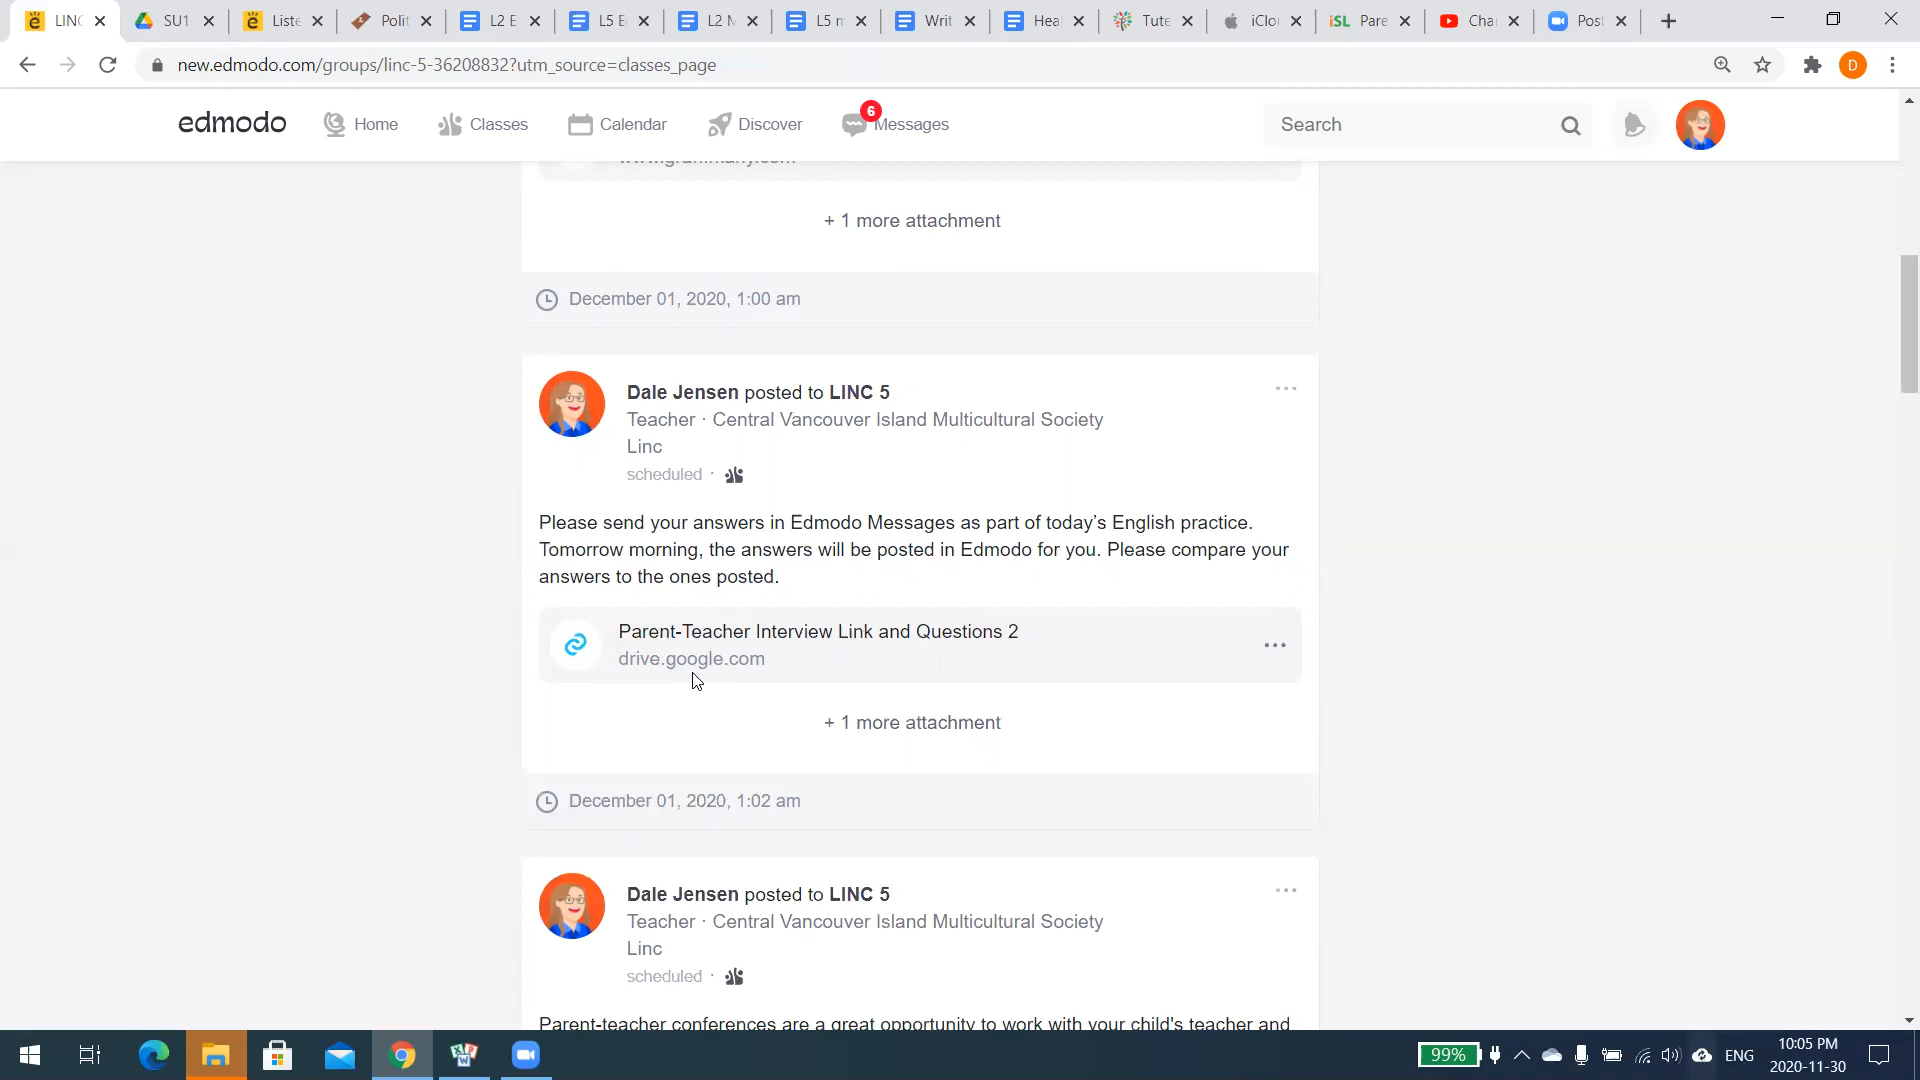 LINC
SU1
Liste
Polit
L2 E
L5 E
L2 M
L5 m
Writ
Heal
Tute
iClou
iSL Pare
Cha
Post
new.edmodo.com/groups/linc-5-36208832?utm_source=classes_page
D
edmodo
Home
Classes
Calendar
Discover
6
Messages
Search
www.grammarly.com
+ 1 more attachment
December 01, 2020, 1:00 am
Dale Jensen posted to LINC 5
Teacher · Central Vancouver Island Multicultural Society
Linc
scheduled ·
Please send your answers in Edmodo Messages as part of today’s English practice.
Tomorrow morning, the answers will be posted in Edmodo for you. Please compare your
answers to the ones posted.
Parent-Teacher Interview Link and Questions 2
drive.google.com
+ 1 more attachment
December 01, 2020, 1:02 am
Dale Jensen posted to LINC 5
Teacher · Central Vancouver Island Multicultural Society
Linc
scheduled ·
Parent-teacher conferences are a great opportunity to work with your child's teacher and
99%
ENG
10:05 PM
2020-11-30